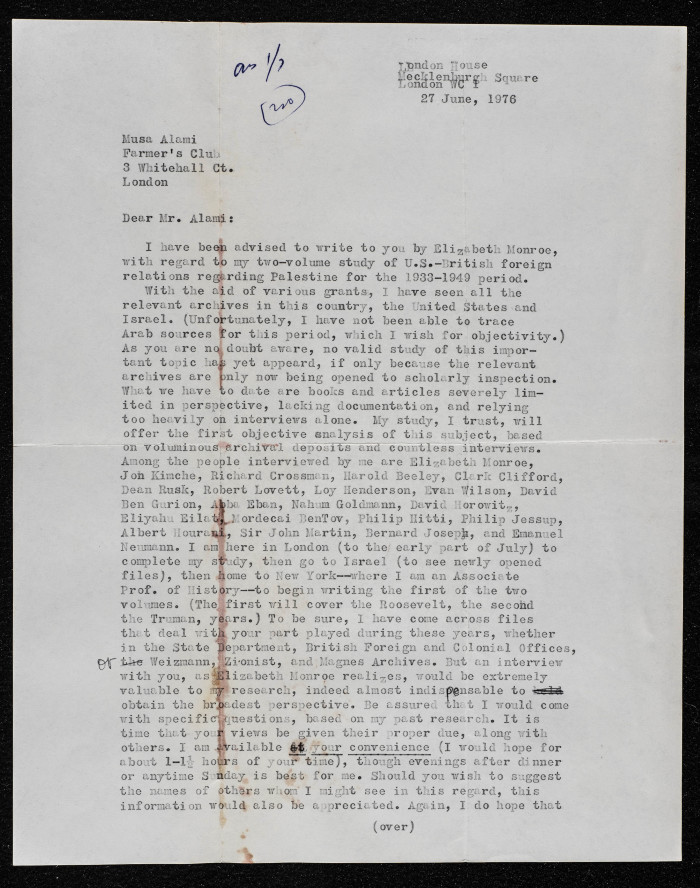 ans 1/7
London House
Mecklenburgh Square
London WC 1
27 June, 1976
Musa Alami
Farmer's Club
3 Whitehall Ct.
London
Dear Mr. Alami:
I have been advised to write to you by Elizabeth Monroe,
with regard to my two-volume study of U.S.-British foreign
relations regarding Palestine for the 1933-1949 period.
With the aid of various grants, I have seen all the
relevant archives in this country, the United States and
Israel. (Unfortunately, I have not been able to trace
Arab sources for this period, which I wish for objectivity.)
As you are no doubt aware, no valid study of this impor-
tant topic has yet appeard, if only because the relevant
archives are only now being opened to scholarly inspection.
What we have to date are books and articles severely lim-
ited in perspective, lacking documentation, and relying
too heavily on interviews alone. My study, I trust, will
offer the first objective analysis of this subject, based
on voluminous archival deposits and countless interviews.
Among the people interviewed by me are Elizabeth Monroe,
Jon Kimche, Richard Crossman, Harold Beeley, Clark Clifford,
Dean Rusk, Robert Lovett, Loy Henderson, Evan Wilson, David
Ben Gurion, Abba Eban, Nahum Goldmann, David Horowitz,
Eliyahu Eilat, Mordecai BenTov, Philip Hitti, Philip Jessup,
Albert Hourani, Sir John Martin, Bernard Joseph, and Emanuel
Neumann. I am here in London (to the early part of July) to
complete my study, then go to Israel (to see newly opened
files), then home to New York--where I am an Associate
Prof. of History--to begin writing the first of the two
volumes. (The first will cover the Roosevelt, the second
the Truman, years.) To be sure, I have come across files
that deal with your part played during these years, whether
in the State Department, British Foreign and Colonial Offices,
or the Weizmann, Zionist, and Magnes Archives. But an interview
with you, as Elizabeth Monroe realizes, would be extremely
valuable to my research, indeed almost indispensable to
obtain the broadest perspective. Be assured that I would come
with specific questions, based on my past research. It is
time that your views be given their proper due, along with
others. I am available at your convenience (I would hope for
about 1-1½ hours of your time), though evenings after dinner
or anytime Sunday is best for me. Should you wish to suggest
the names of others whom I might see in this regard, this
information would also be appreciated. Again, I do hope that
(over)